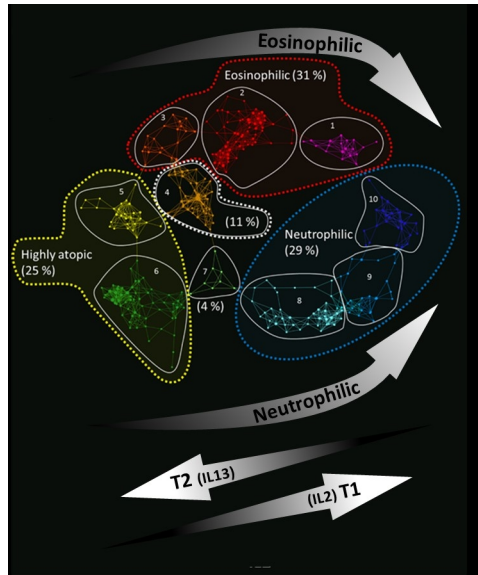 Eosinophilic
Eosinophilic (31 %)
2
3
1
5
4
10
(11 %)
Neutrophilic
(29 %)
Highly atopic
(25 %)
6
7
9
8
(4 %)
Neutrophilic
T2 (IL13)
(IL2) T1